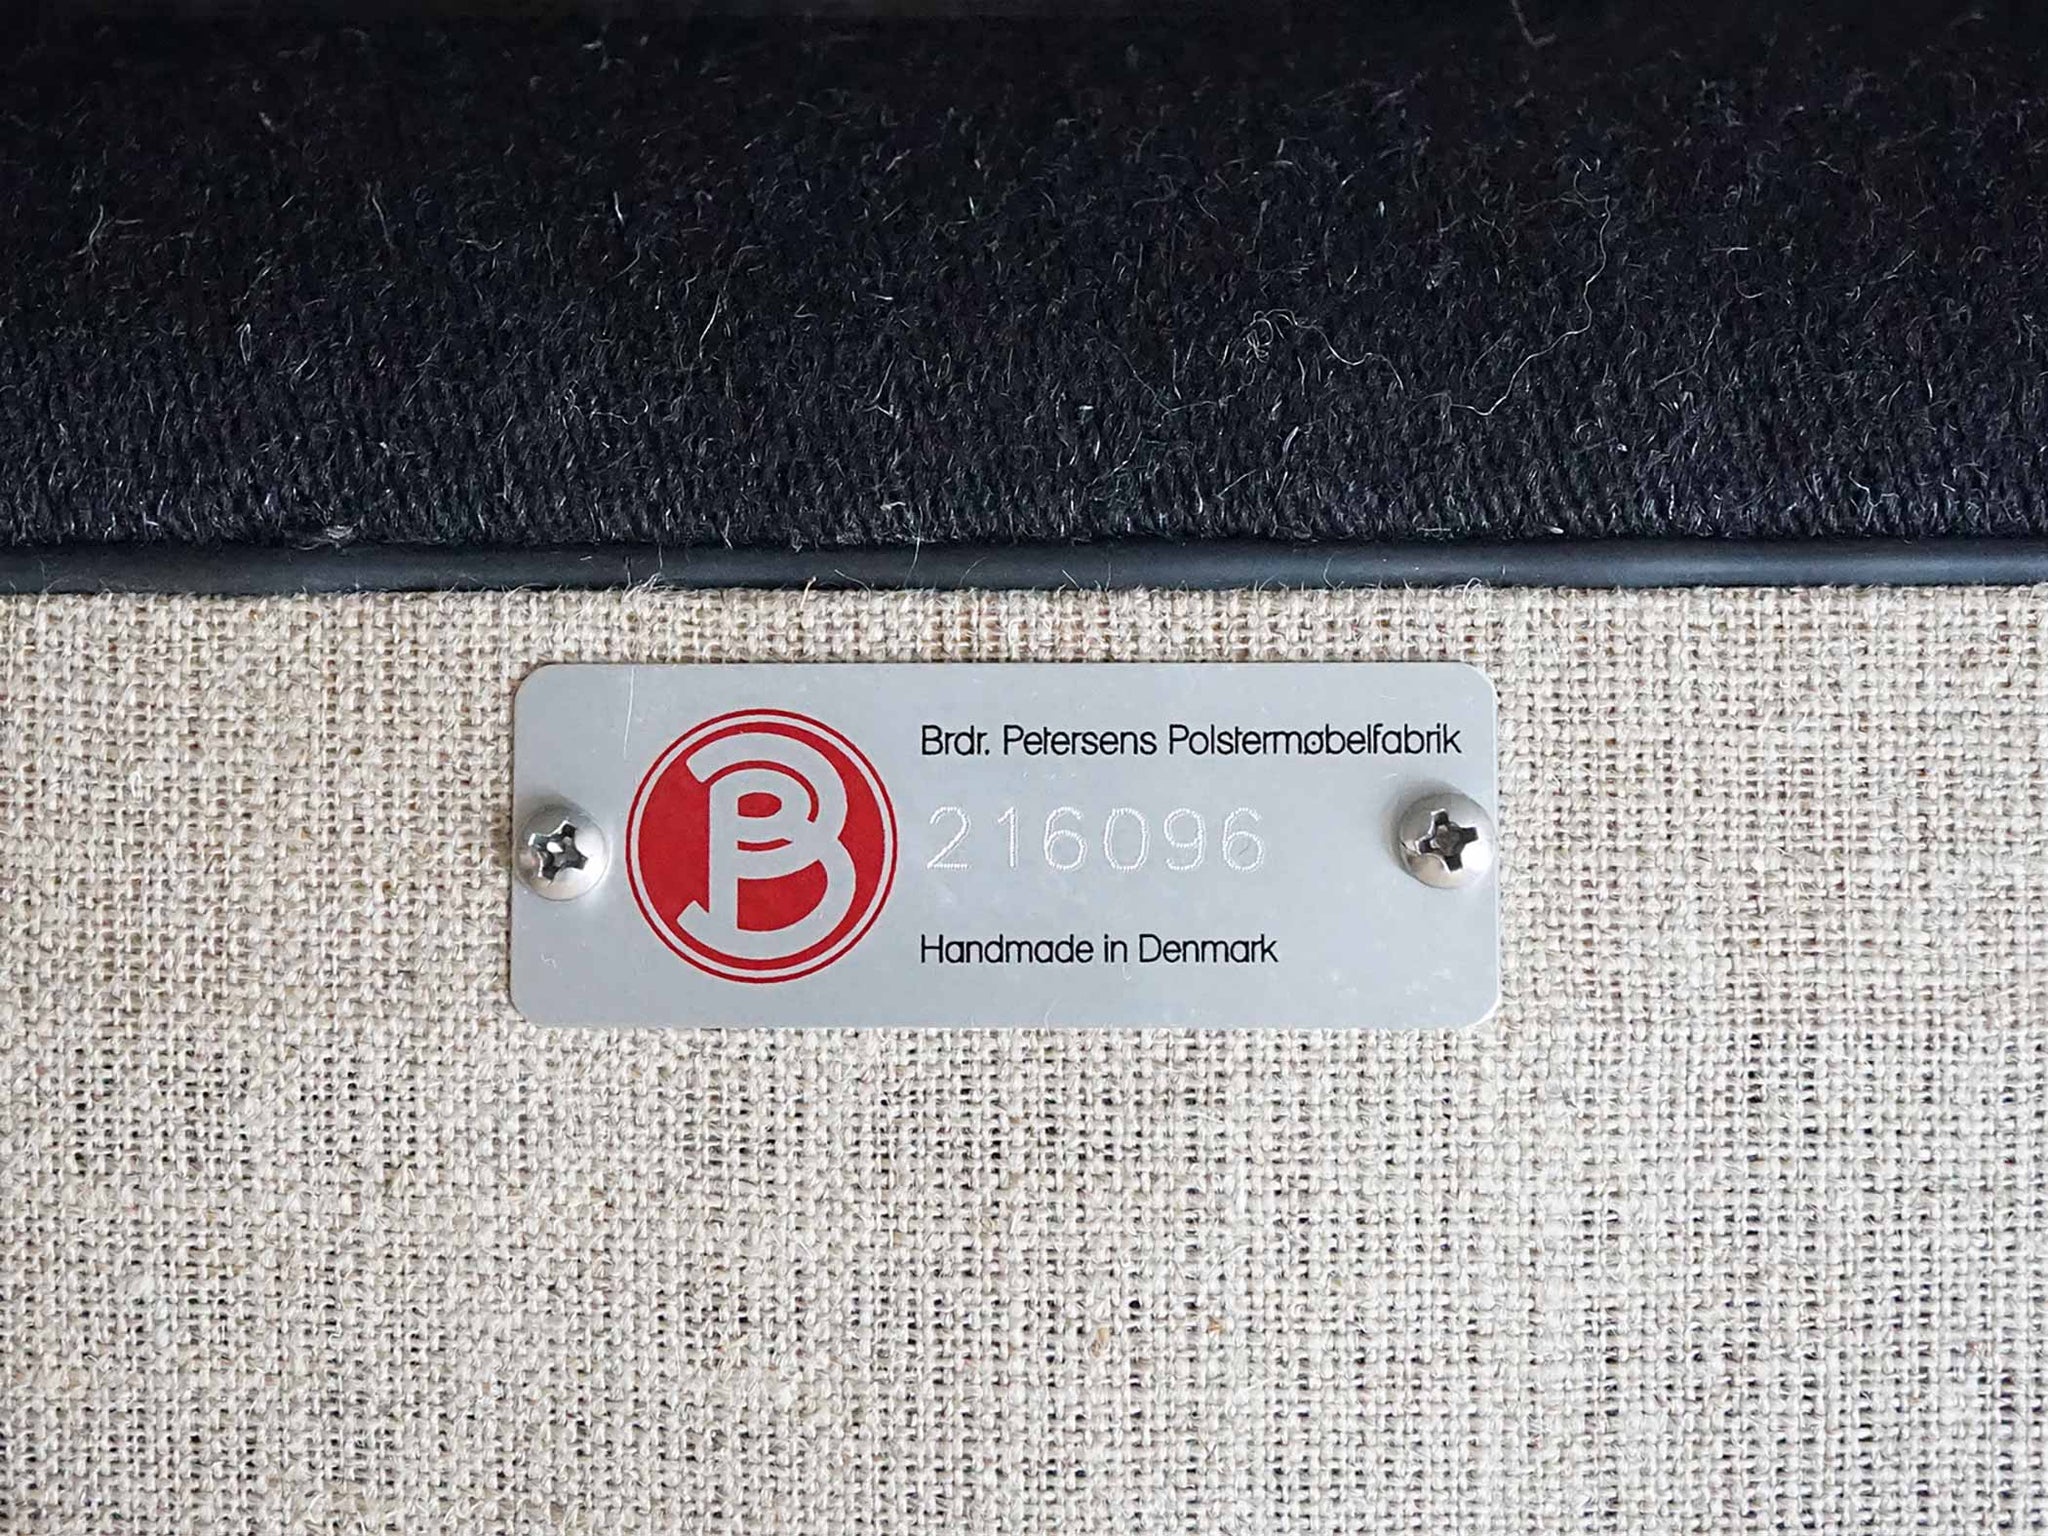 Brdr. Petersens Polstermøbelfabrik
216096
Handmade in Denmark